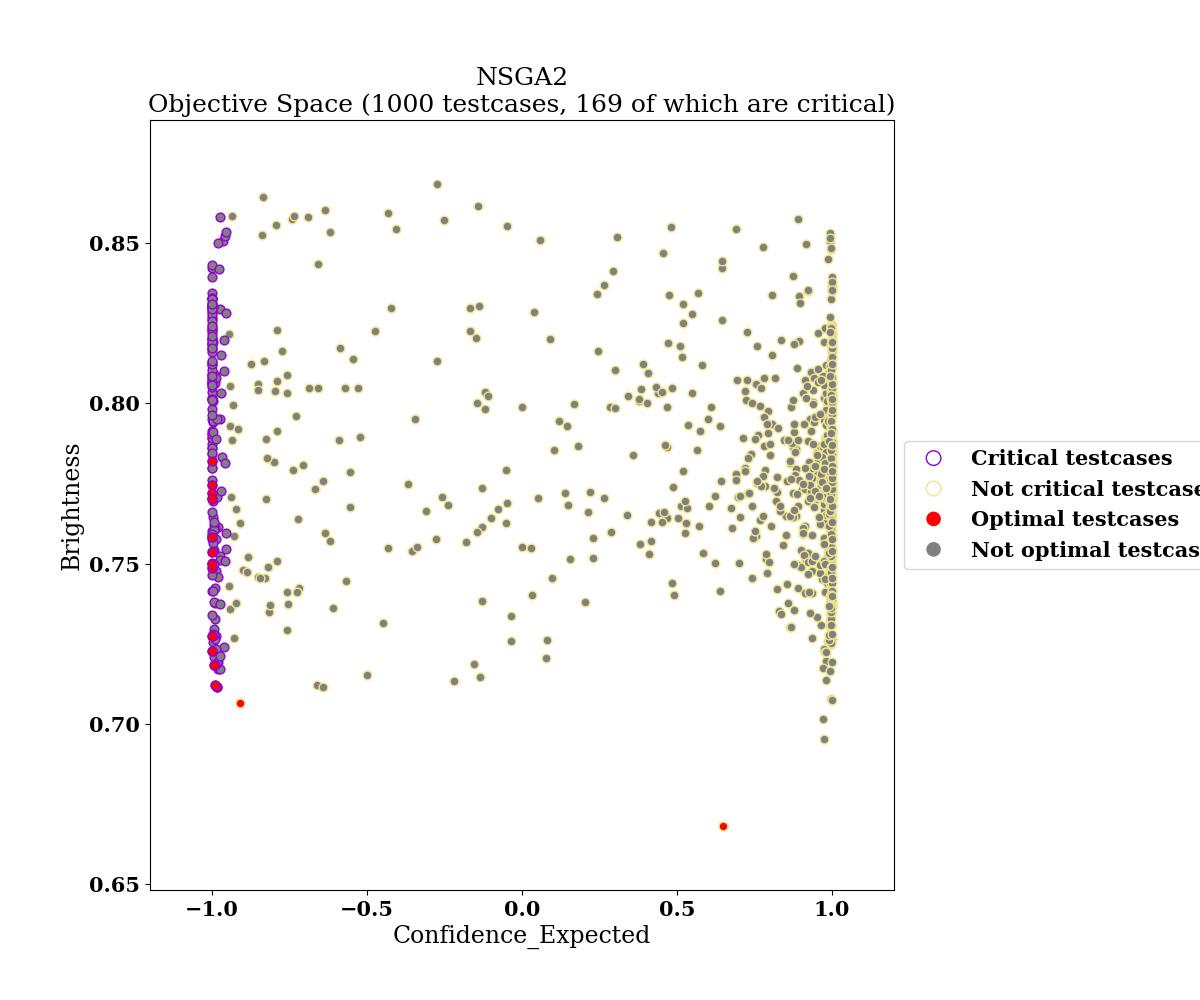 NSGA2
Objective Space (1000 testcases, 169 of which are critical)
Brightness
0.85
0.80
0.75
0.70
0.65
−1.0
−0.5
0.0
0.5
1.0
Confidence_Expected
Critical testcases
Not critical testcase
Optimal testcases
Not optimal testcas